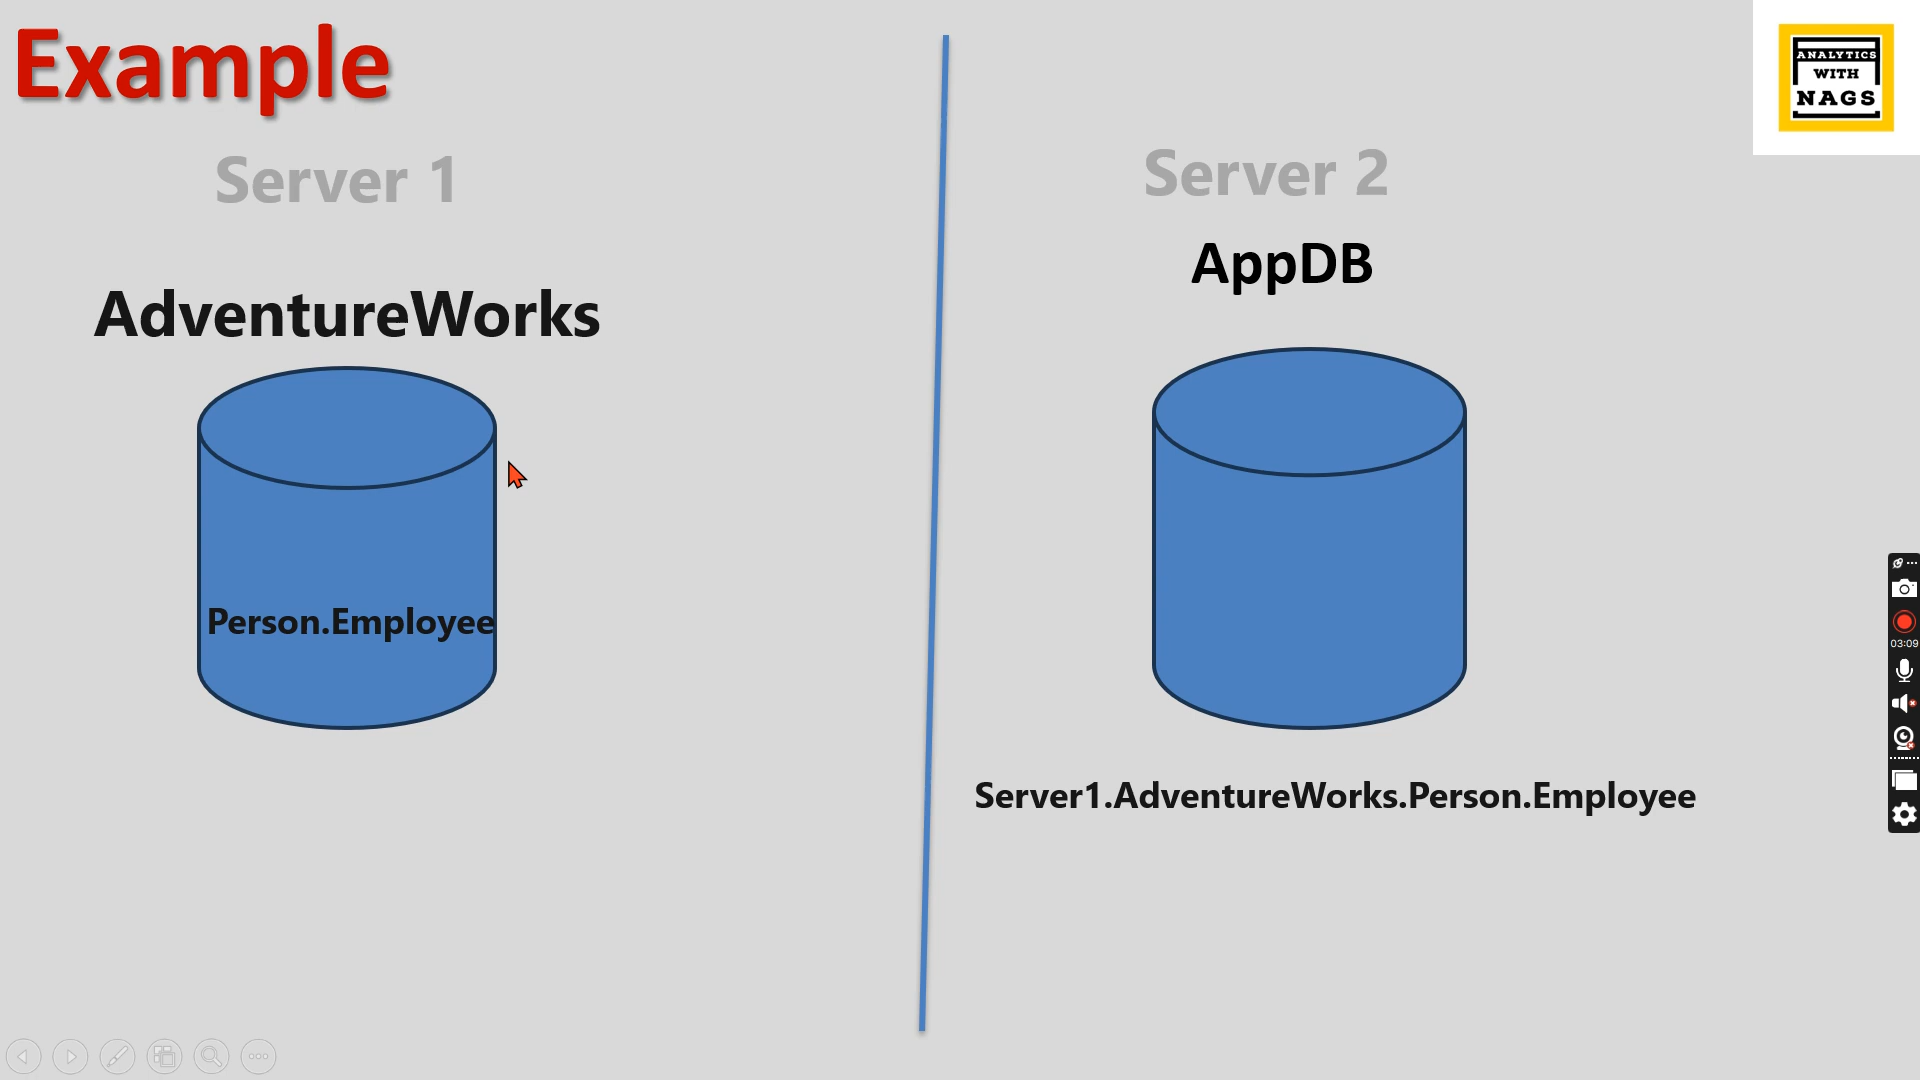 Example
Server 1
AdventureWorks
Person.Employee
Server 2
AppDB
Server1.AdventureWorks.Person.Employee
ANALYTICS
WITH
NAGS
03:09